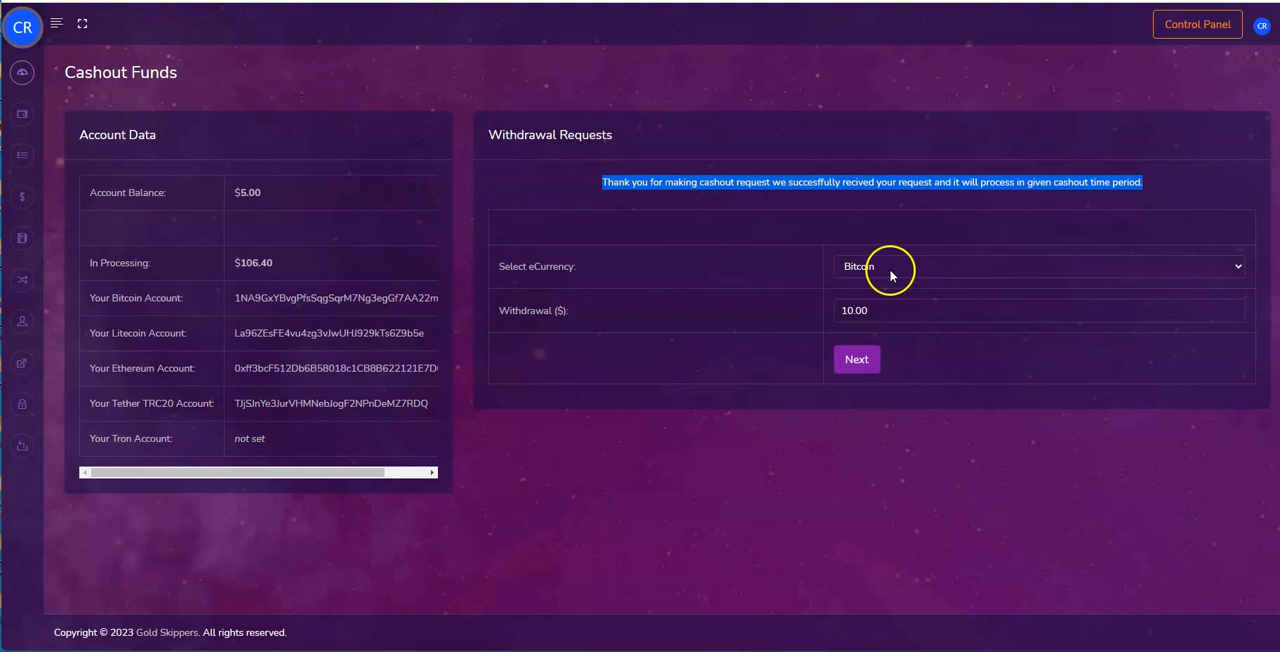 CR
Control Panel
CR
Cashout Funds
Account Data
Account Balance: $5.00
In Processing: $106.40
Your Bitcoin Account: 1NA9GxYBvgPfsSqgSqrM7Ng3egGf7AA22m
Your Litecoin Account: La96ZEsFE4vu4zg3vJwUHJ929kTs6Z9b5e
Your Ethereum Account: 0xff3bcF512Db6B58018c1CB8B622121E7D
Your Tether TRC20 Account: TJjSJnYe3JurVHMNebJogF2NPnDeMZ7RDQ
Your Tron Account: not set
Withdrawal Requests
Thank you for making cashout request we succesffully recived your request and it will process in given cashout time period.
Select eCurrency: Bitcoin
Withdrawal ($): 10.00
Next
Copyright © 2023 Gold Skippers. All rights reserved.